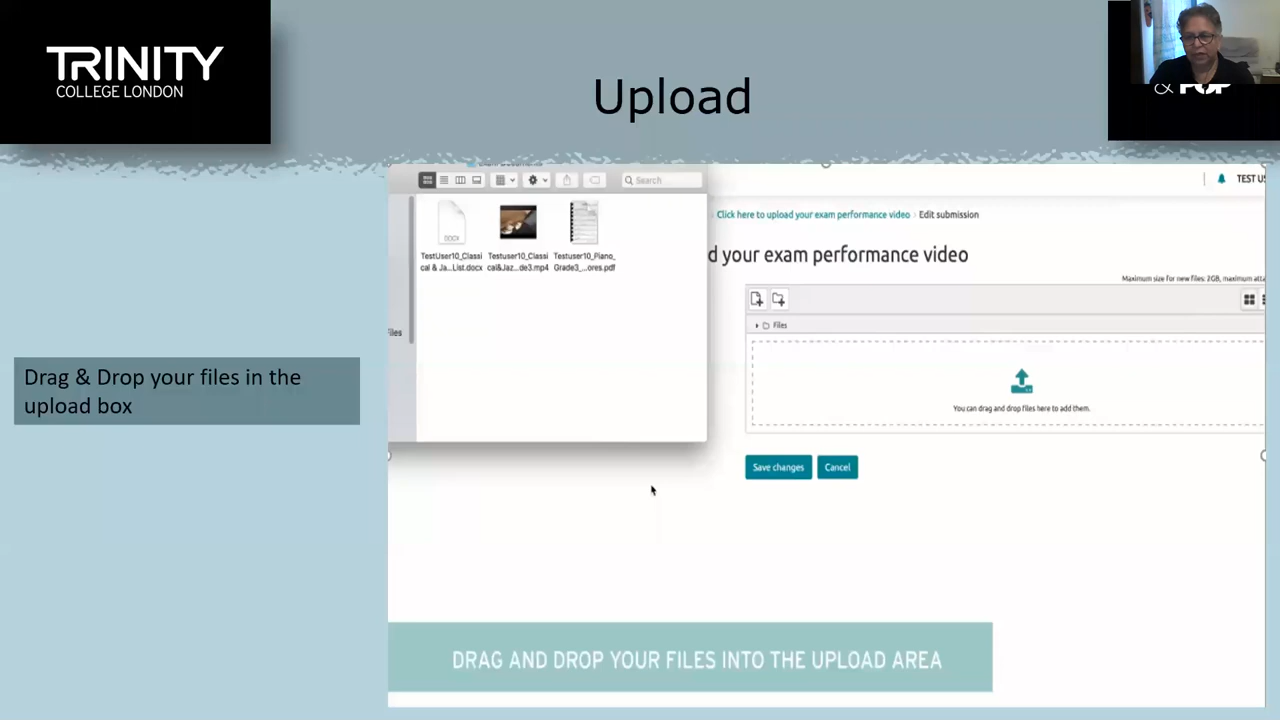 TRINITY
COLLEGE LONDON
Upload
& POP
Search
TEST
Click here to upload your exam performance video › Edit submission
DOCX
TestUser10_Classi
cal & Ja...List.docx
Testuser10_Classi
cal&Jaz...de3.mp4
Testuser10_Piano_
Grade3_...ores.pdf
d your exam performance video
Maximum size for new files: 2GB, maximum
Files
You can drag and drop files here to add them.
Save changes
Cancel
Drag & Drop your files in the
upload box
DRAG AND DROP YOUR FILES INTO THE UPLOAD AREA